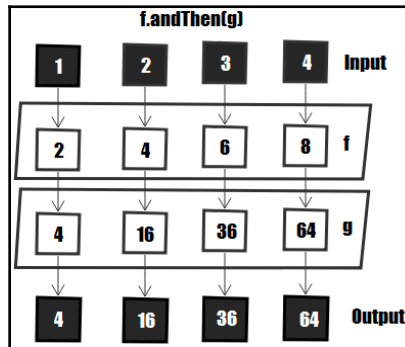 f.andThen(g)
1 2 3 4 Input
2 4 6 8 f
4 16 36 64 g
4 16 36 64 Output